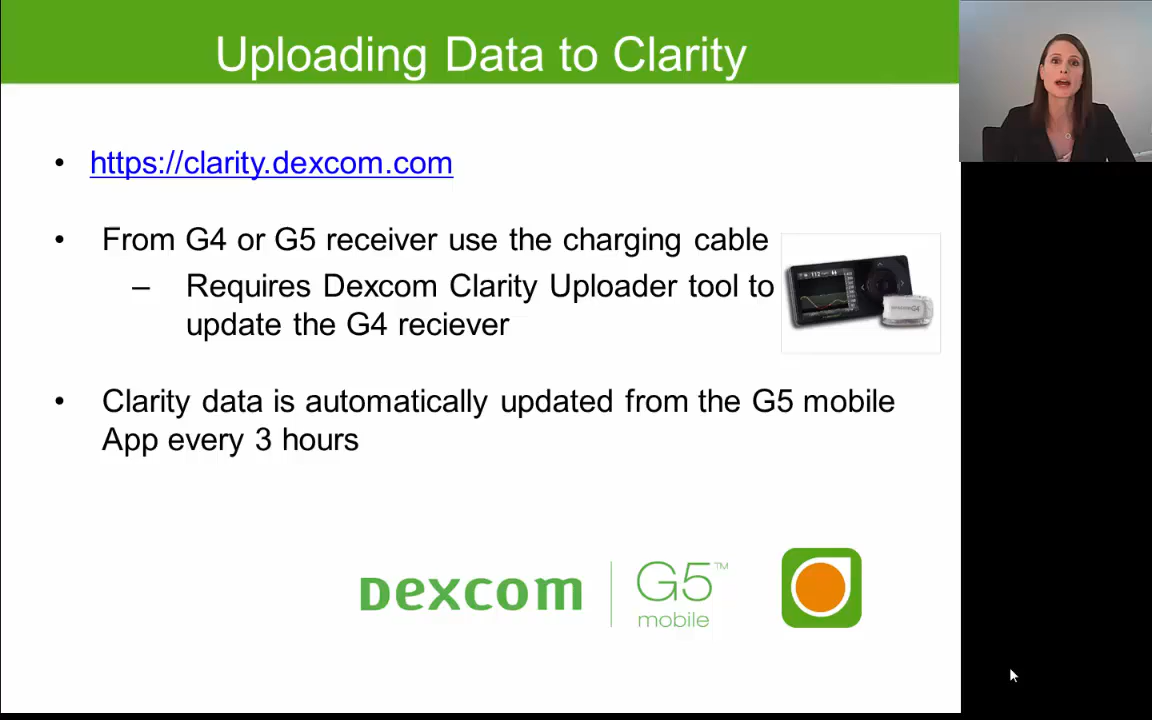 Uploading Data to Clarity
• https://clarity.dexcom.com
• From G4 or G5 receiver use the charging cable
– Requires Dexcom Clarity Uploader tool to
update the G4 reciever
• Clarity data is automatically updated from the G5 mobile
App every 3 hours
Dexcom
G5™
mobile